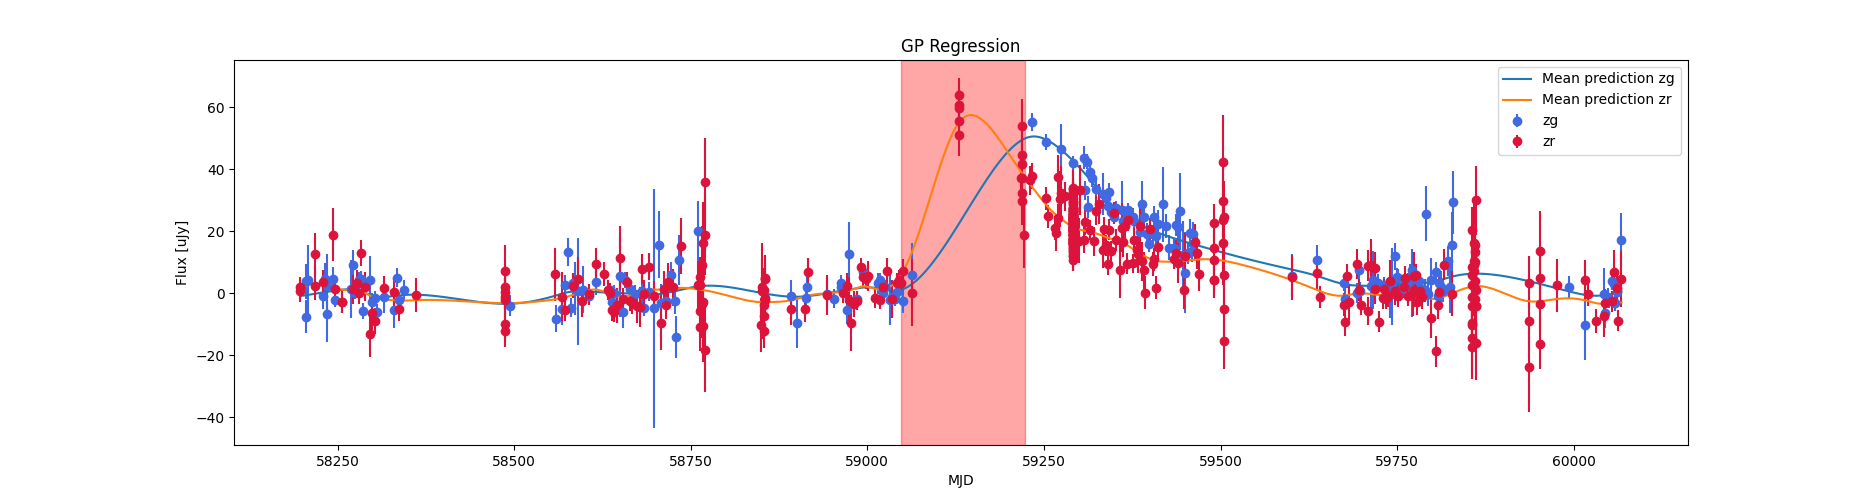 GP Regression
Flux [uJy]
60
40
20
0
−20
−40
Mean prediction zg
Mean prediction zr
zg
zr
58250
58500
58750
59000
59250
59500
59750
60000
MJD